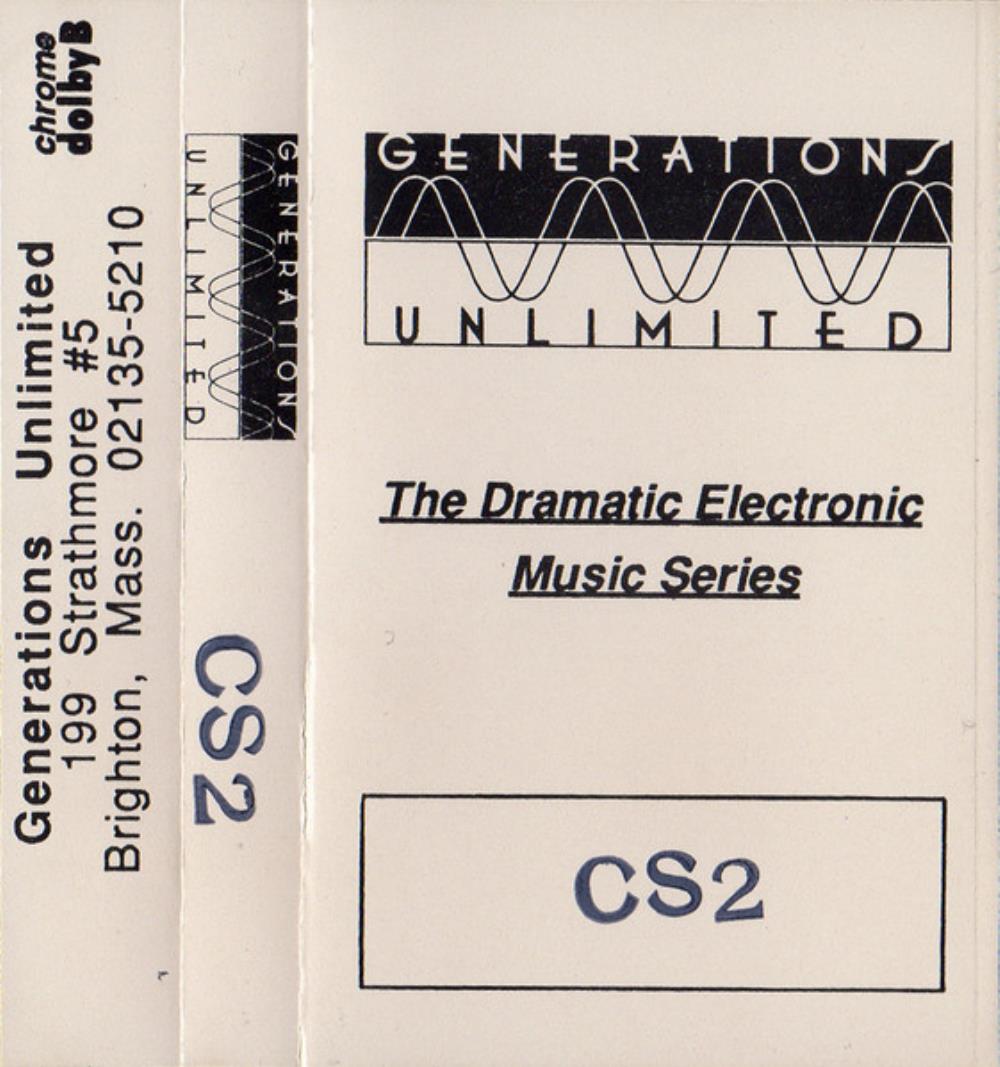 chrome
dolby B
Generations Unlimited
199 Strathmore #5
Brighton, Mass. 02135-5210
GENERATIONS
UNLIMITED
CS2
GENERATIONS
UNLIMITED
The Dramatic Electronic
Music Series
CS2